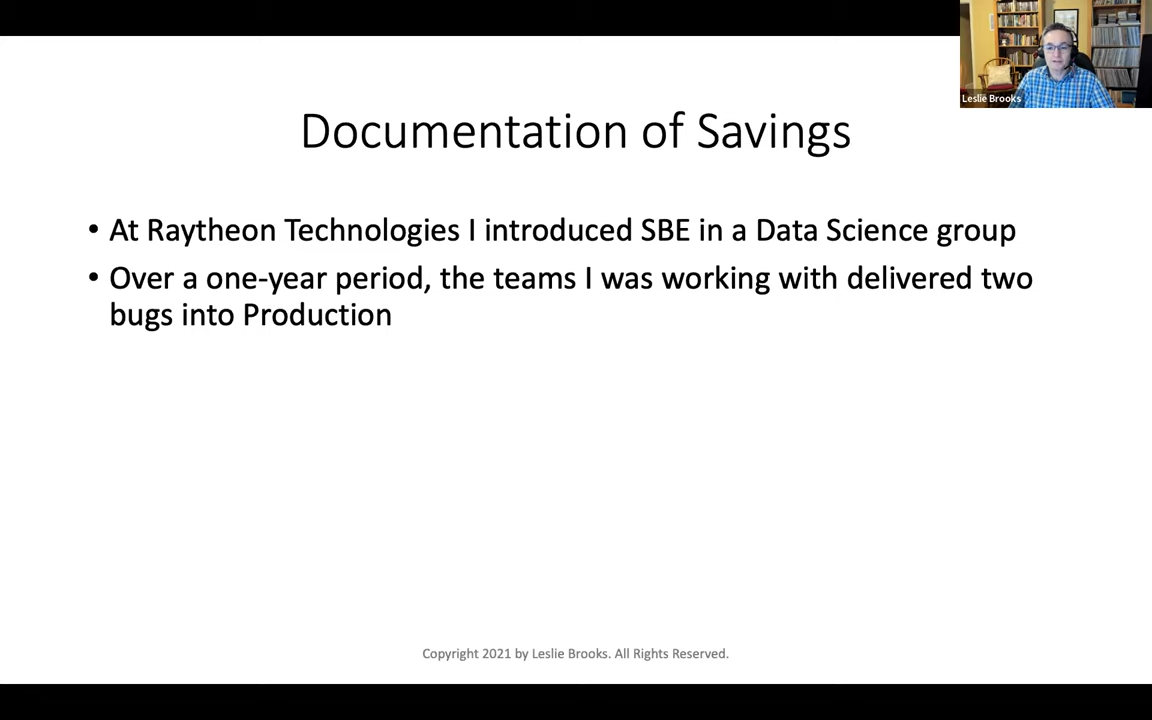 Leslie Brooks
Documentation of Savings
• At Raytheon Technologies I introduced SBE in a Data Science group
• Over a one-year period, the teams I was working with delivered two
bugs into Production
Copyright 2021 by Leslie Brooks. All Rights Reserved.